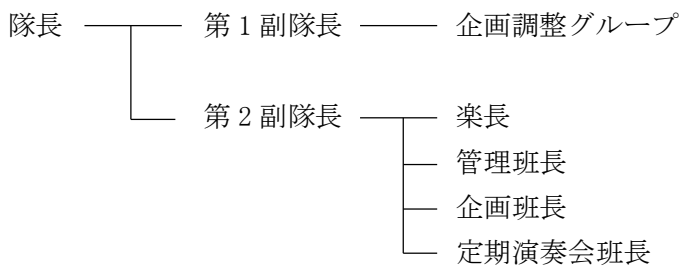 隊長 第1副隊長 企画調整グループ
第2副隊長 楽長
管理班長
企画班長
定期演奏会班長